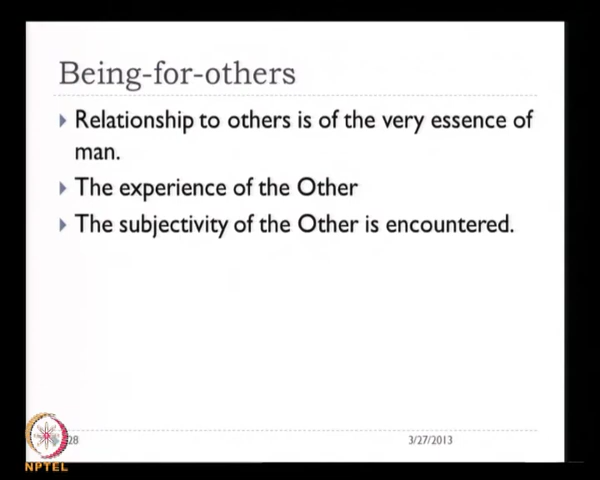 Being-for-others
Relationship to others is of the very essence of
man.
The experience of the Other
The subjectivity of the Other is encountered.
28
3/27/2013
NPTEL